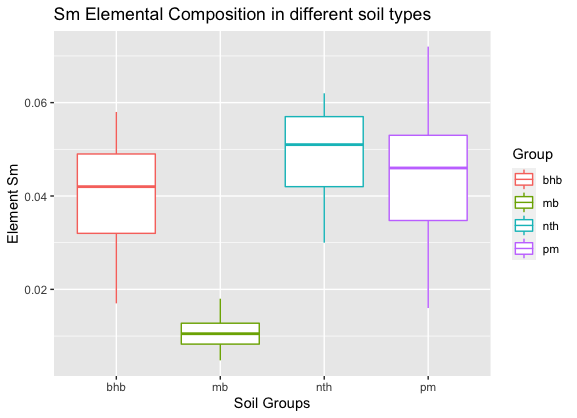 Sm Elemental Composition in different soil types
Element Sm
0.06
0.04
0.02
bhb
mb
nth
pm
Soil Groups
Group
bhb
mb
nth
pm